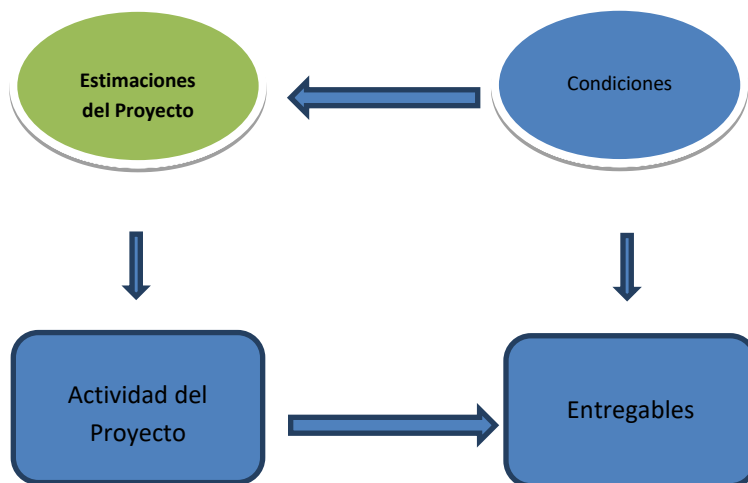 Estimaciones
del Proyecto
Condiciones
Actividad del
Proyecto
Entregables